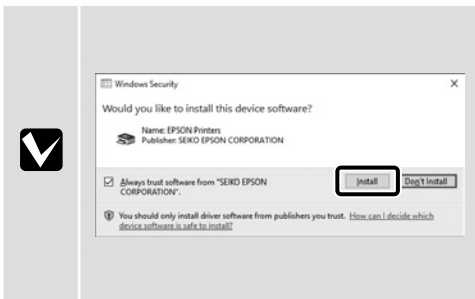 Windows Security
Would you like to install this device software?
Name: EPSON Printers
Publisher: SEIKO EPSON CORPORATION
Always trust software from "SEIKO EPSON
CORPORATION".
Install
Don't Install
You should only install driver software from publishers you trust. How can I decide which
device software is safe to install?